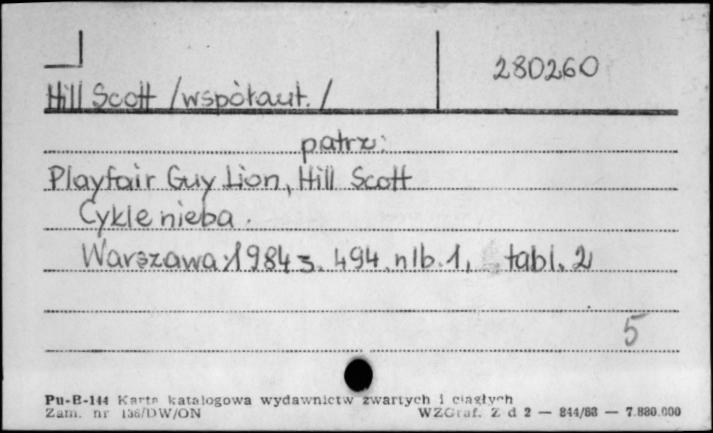 280260
Hill Scott /współaut./
patrz:
Playfair Guy Lion, Hill Scott
Cykle nieba.
Warszawa 1984 s. 494, nlb. 1, tabl. 2
5
Pu-B-144 Karta katalogowa wydawnictw zwartych i ciągłych
Zam. nr 136/DW/ON WZGraf. Z d 2 — 844/83 — 7.880.000